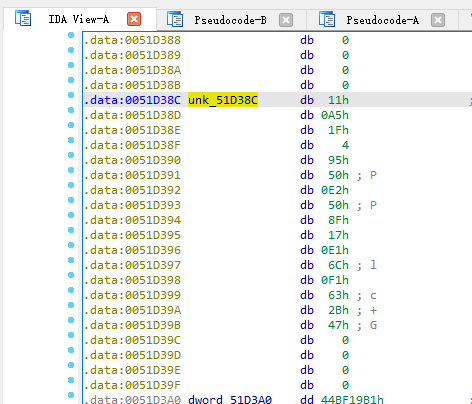 IDA View-A Pseudocode-B Pseudocode-A
.data:0051D388 db 0
.data:0051D389 db 0
.data:0051D38A db 0
.data:0051D38B db 0
.data:0051D38C unk_51D38C db 11h ;
.data:0051D38D db 0A5h
.data:0051D38E db 1Fh
.data:0051D38F db 4
.data:0051D390 db 95h
.data:0051D391 db 50h ; P
.data:0051D392 db 0E2h
.data:0051D393 db 50h ; P
.data:0051D394 db 8Fh
.data:0051D395 db 17h
.data:0051D396 db 0E1h
.data:0051D397 db 6Ch ; l
.data:0051D398 db 0F1h
.data:0051D399 db 63h ; c
.data:0051D39A db 2Bh ; +
.data:0051D39B db 47h ; G
.data:0051D39C db 0
.data:0051D39D db 0
.data:0051D39E db 0
.data:0051D39F db 0
.data:0051D3A0 dword_51D3A0 dd 44BF19B1h